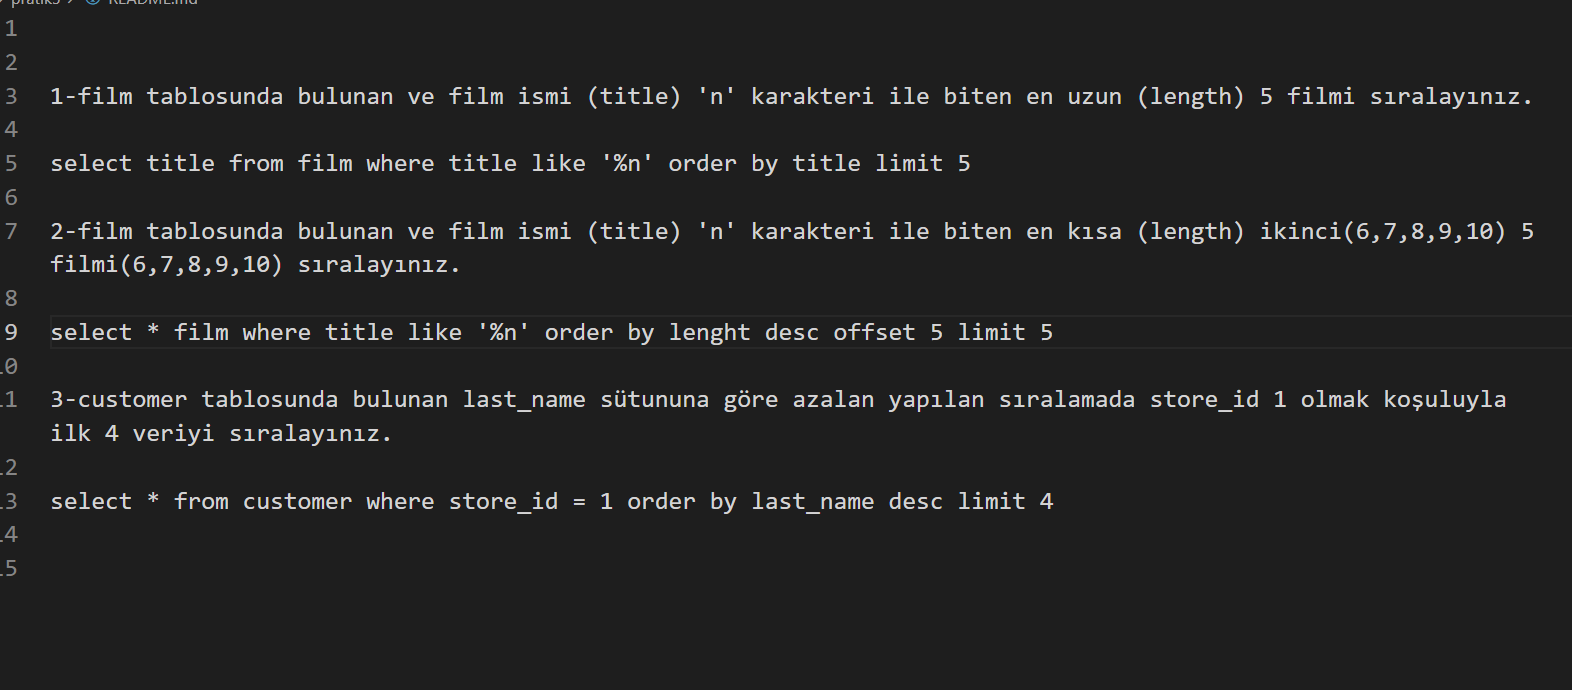 1
2
3 1-film tablosunda bulunan ve film ismi (title) 'n' karakteri ile biten en uzun (length) 5 filmi sıralayınız.
4
5 select title from film where title like '%n' order by title limit 5
6
7 2-film tablosunda bulunan ve film ismi (title) 'n' karakteri ile biten en kısa (length) ikinci(6,7,8,9,10) 5
filmi(6,7,8,9,10) sıralayınız.
8
9 select * film where title like '%n' order by lenght desc offset 5 limit 5
10
11 3-customer tablosunda bulunan last_name sütununa göre azalan yapılan sıralamada store_id 1 olmak koşuluyla
ilk 4 veriyi sıralayınız.
12
13 select * from customer where store_id = 1 order by last_name desc limit 4
14
15